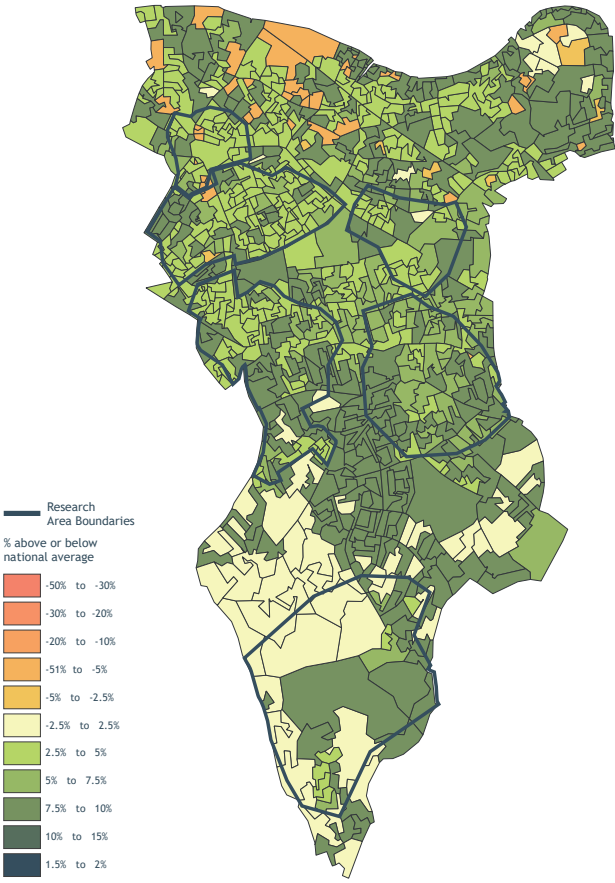 Research
Area Boundaries
% above or below
national average
-50% to -30%
-30% to -20%
-20% to -10%
-51% to -5%
-5% to -2.5%
-2.5% to 2.5%
2.5% to 5%
5% to 7.5%
7.5% to 10%
10% to 15%
1.5% to 2%